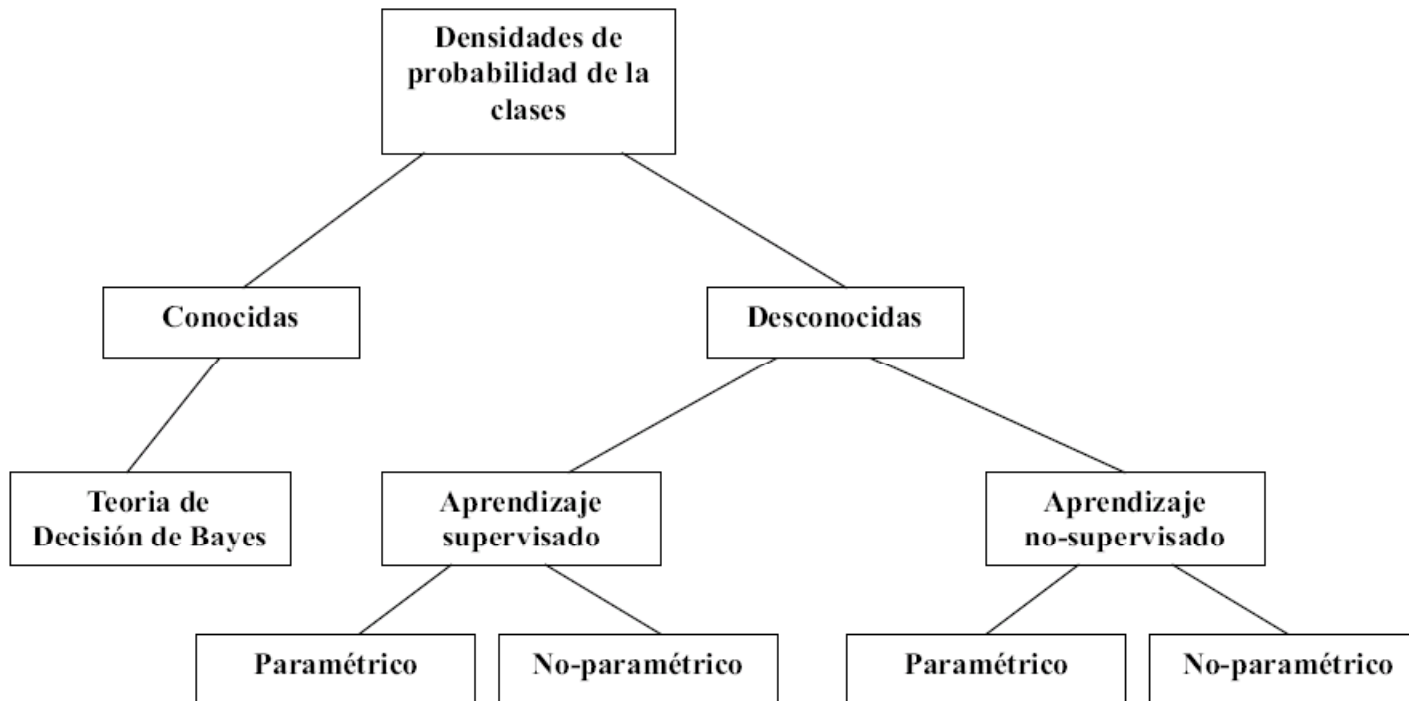 Densidades de
probabilidad de la
clases
Conocidas
Desconocidas
Teoria de
Decisión de Bayes
Aprendizaje
supervisado
Aprendizaje
no-supervisado
Paramétrico
No-paramétrico
Paramétrico
No-paramétrico